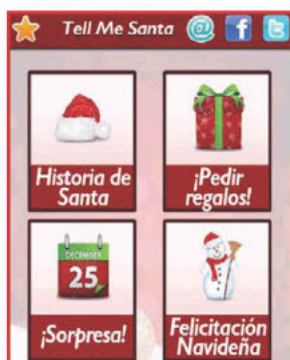 Tell Me Santa
Historia de
Santa
¡Pedir
regalos!
DECEMBER
25
¡Sorpresa!
Felicitación
Navideña